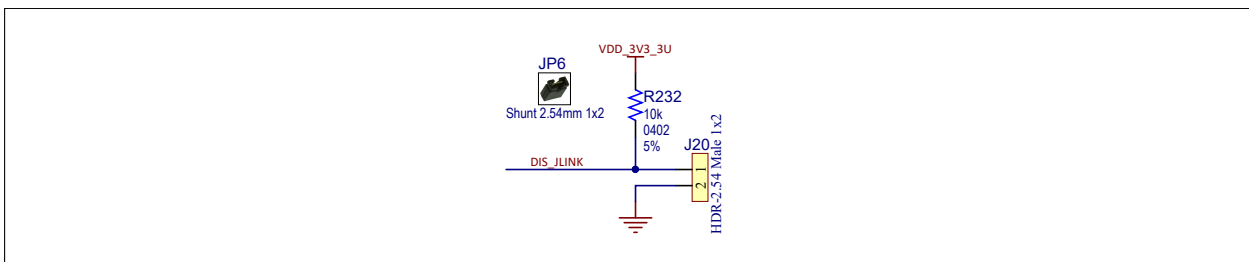 VDD_3V3_3U
JP6
Shunt 2.54mm 1x2
R232
10k
0402
5%
DIS_JLINK
J20
1
2
HDR-2.54 Male 1x2